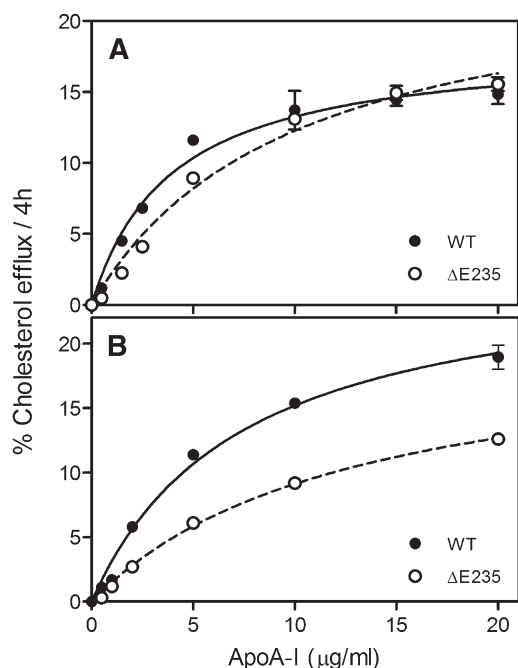 % Cholesterol efflux / 4h
A
20
15
10
5
0
WT
ΔE235
B
20
15
10
5
0
WT
ΔE235
0 5 10 15 20
ApoA-I (μg/ml)